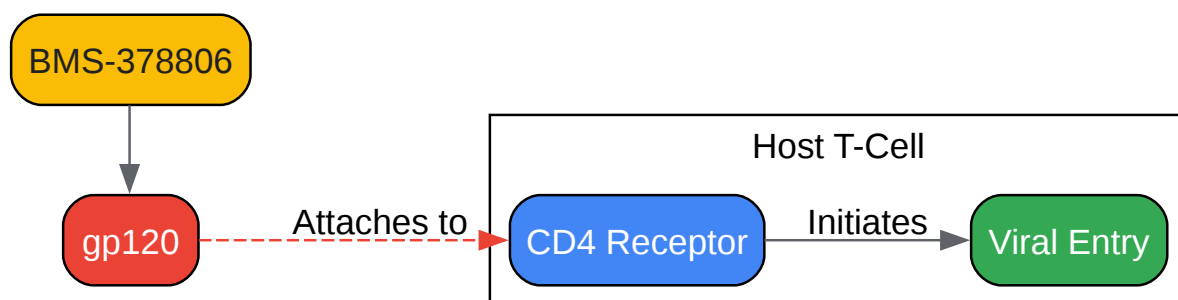 BMS-378806
Host T-Cell
gp120
Attaches to
CD4 Receptor
Initiates
Viral Entry